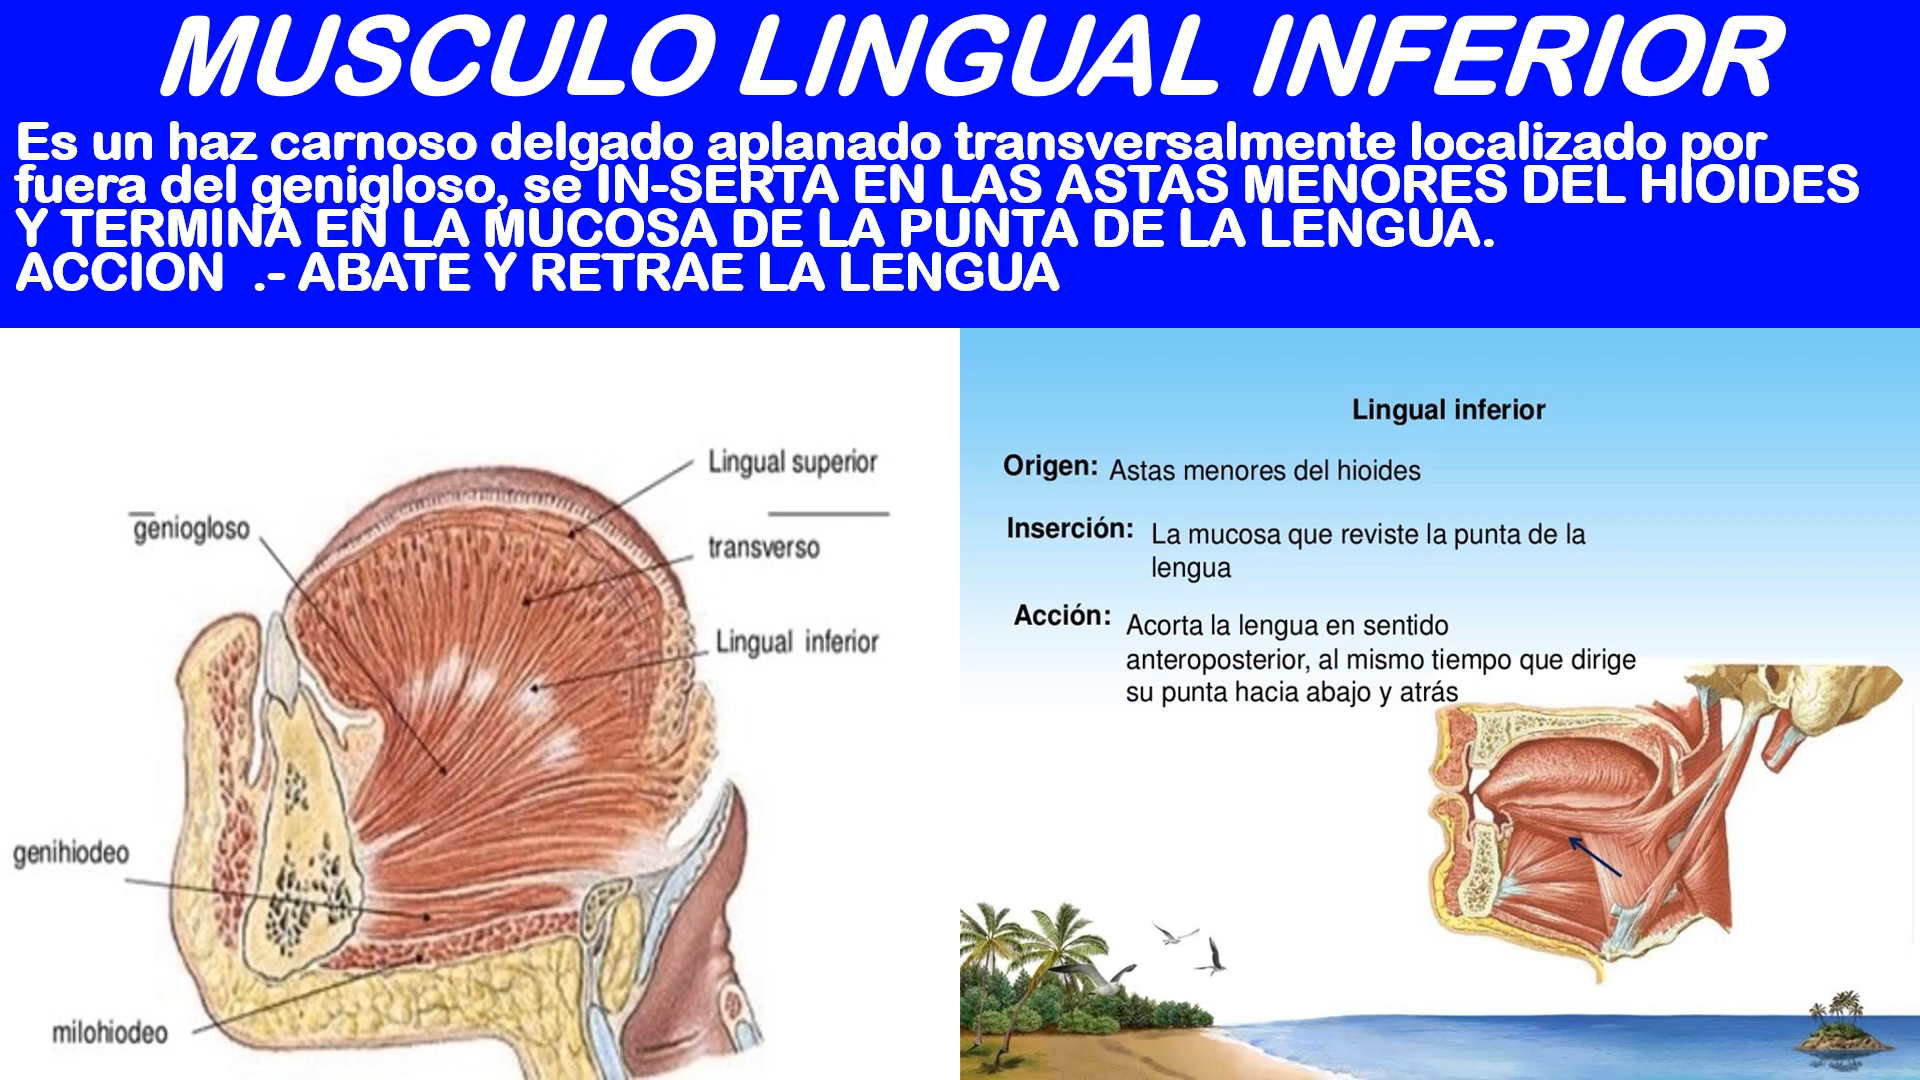 MUSCULO LINGUAL INFERIOR
Es un haz carnoso delgado aplanado transversalmente localizado por
fuera del genigloso, se IN-SERTA EN LAS ASTAS MENORES DEL HIOIDES
Y TERMINA EN LA MUCOSA DE LA PUNTA DE LA LENGUA.
ACCION .- ABATE Y RETRAE LA LENGUA
Lingual superior
geniogloso
transverso
Lingual inferior
genihiodeo
milohiodeo
Lingual inferior
Origen: Astas menores del hioides
Inserción: La mucosa que reviste la punta de la
lengua
Acción: Acorta la lengua en sentido
anteroposterior, al mismo tiempo que dirige
su punta hacia abajo y atrás